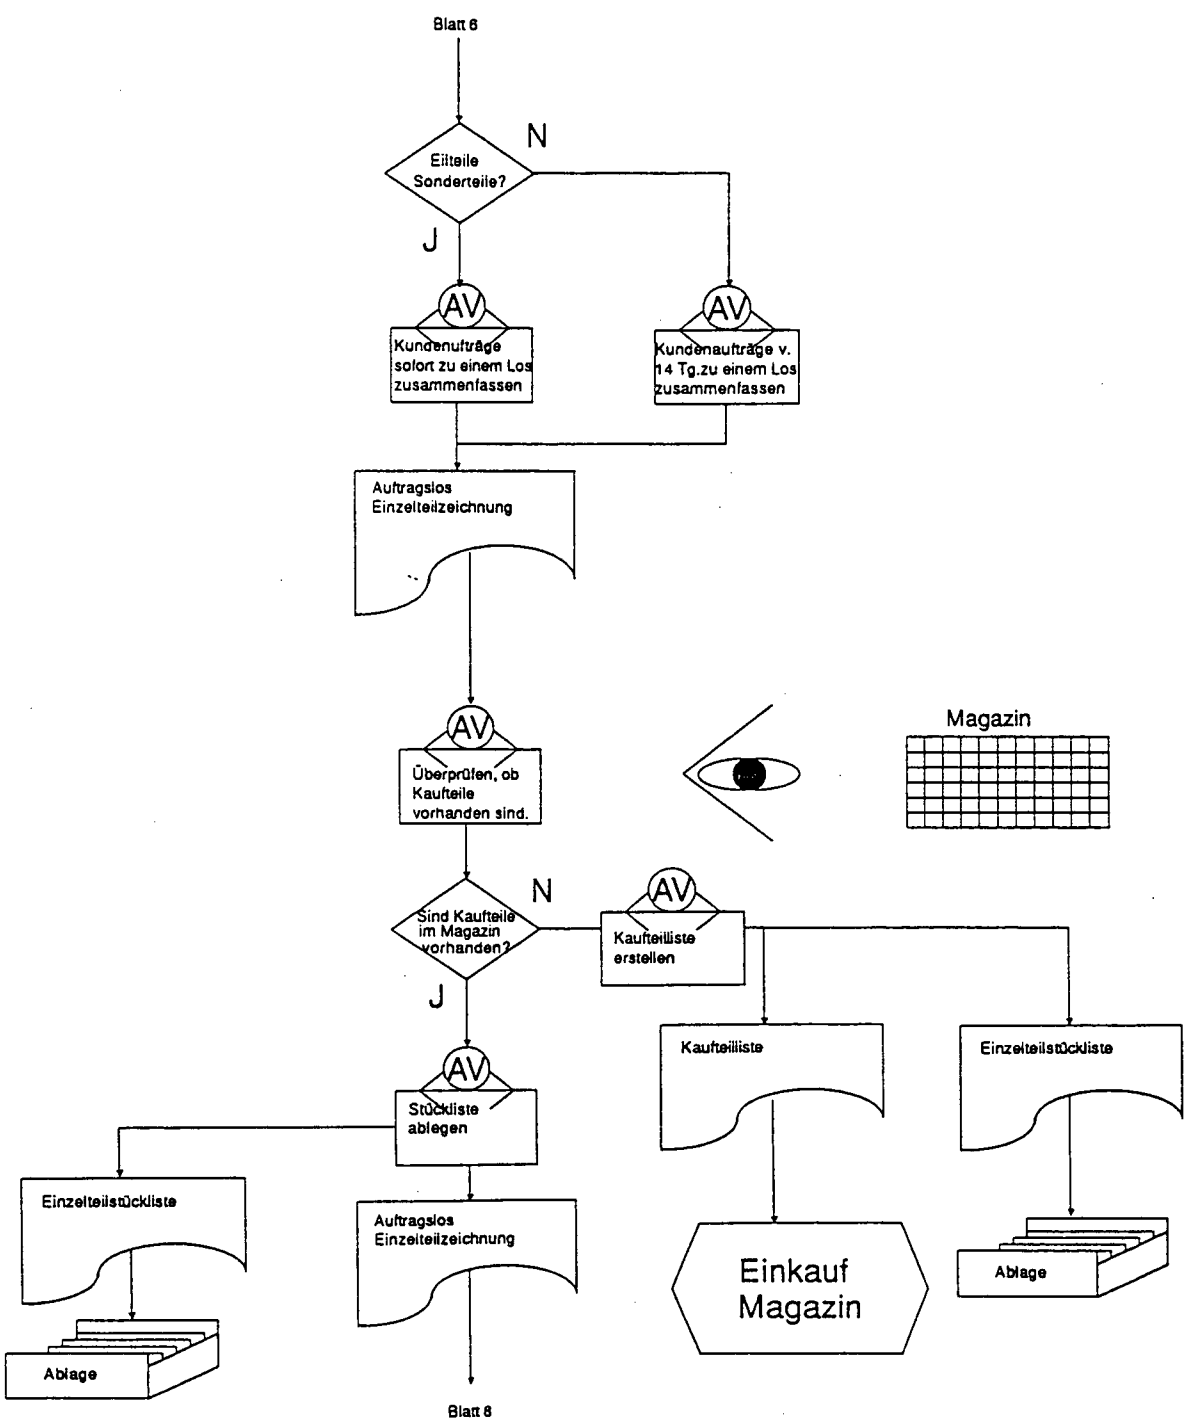 Blatt 6
N
Eilteile
Sonderteile?
J
AV
AV
Kundenufträge
sofort zu einem Los
zusammenfassen
Kundenaufträge v.
14 Tg.zu einem Los
zusammenfassen
Auftragslos
Einzelteilzeichnung
AV
Überprüfen, ob
Kaufteile
vorhanden sind.
Magazin
N
AV
Sind Kaufteile
im Magazin
vorhanden?
Kaufteilliste
erstellen
J
AV
Stückliste
ablegen
Kaufteilliste
Einzelteilstückliste
Einzelteilstückliste
Auftragslos
Einzelteilzeichnung
Einkauf
Magazin
Ablage
Ablage
Blatt 8